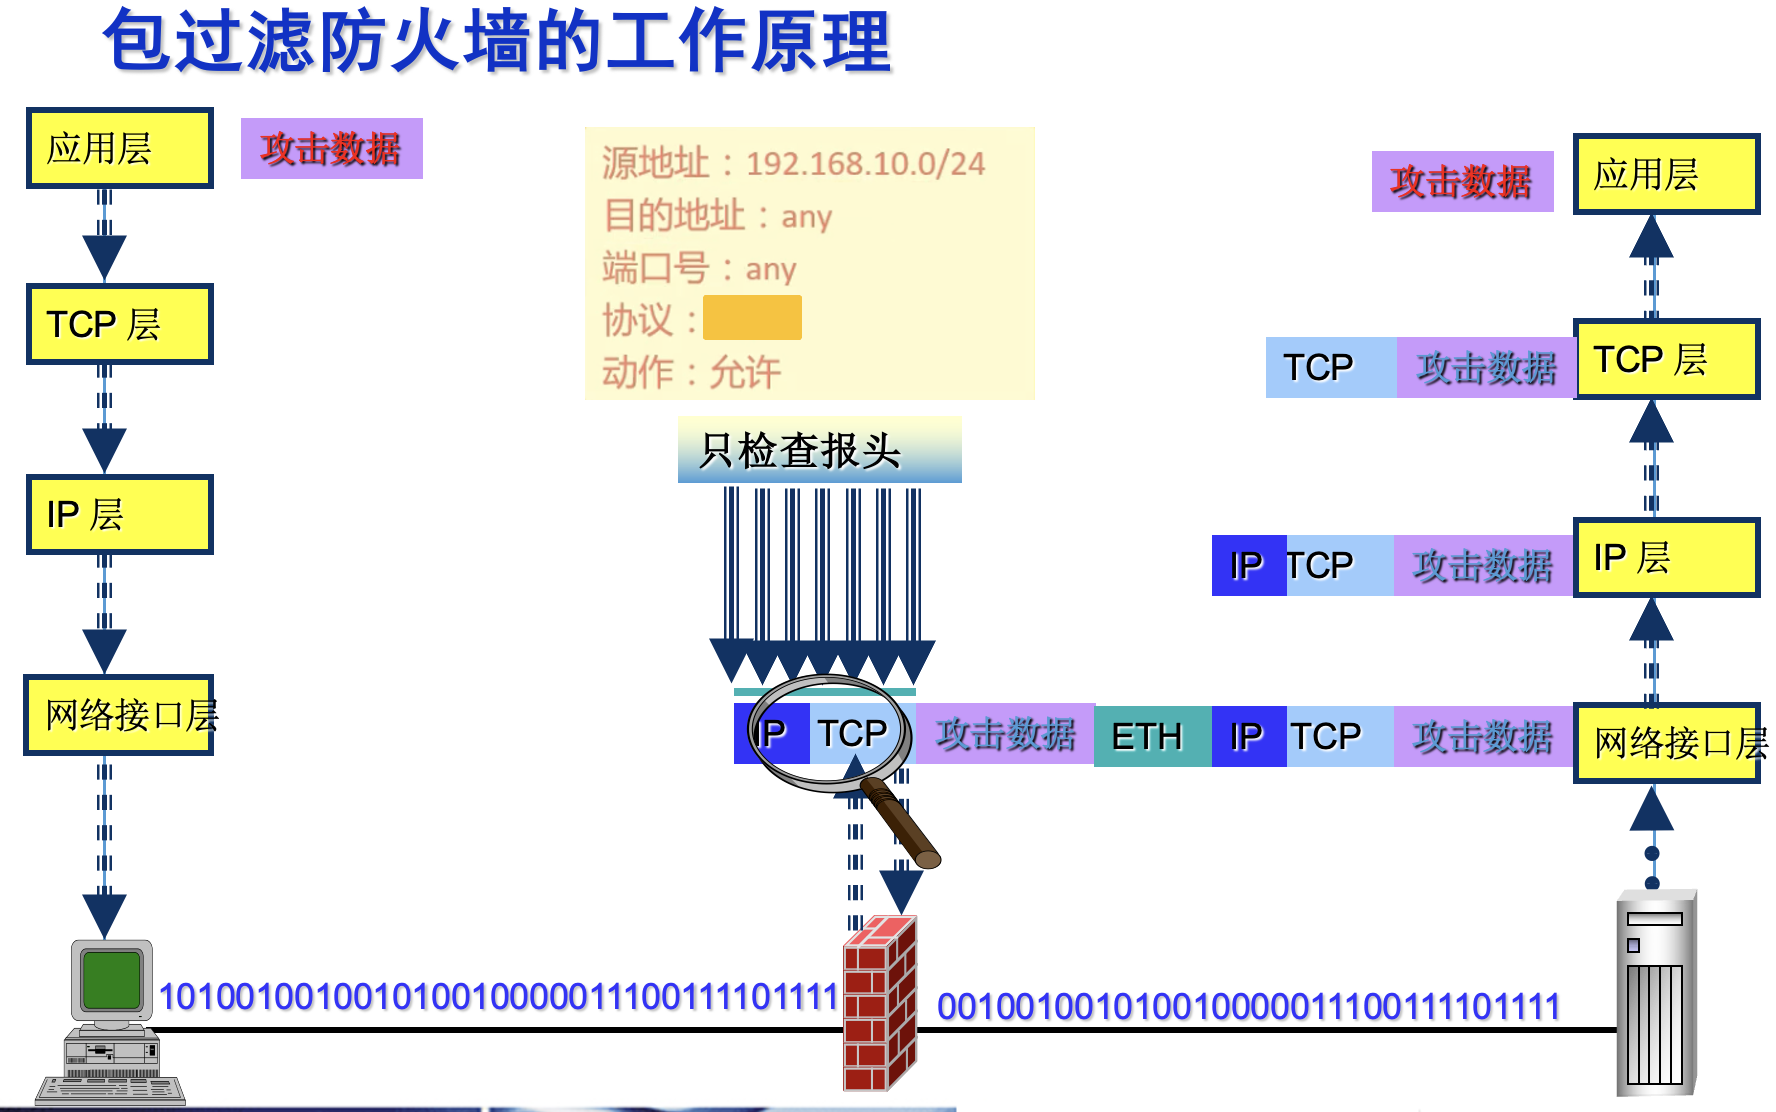 包过滤防火墙的工作原理
应用层
攻击数据
源地址：192.168.10.0/24
目的地址：any
端口号：any
协议：
动作：允许
攻击数据
应用层
TCP 层
TCP 攻击数据
TCP 层
只检查报头
IP 层
IP TCP 攻击数据
IP 层
网络接口层
IP TCP 攻击数据 ETH IP TCP 攻击数据
网络接口层
101001001001010010000011100111101111
001001001010010000011100111101111